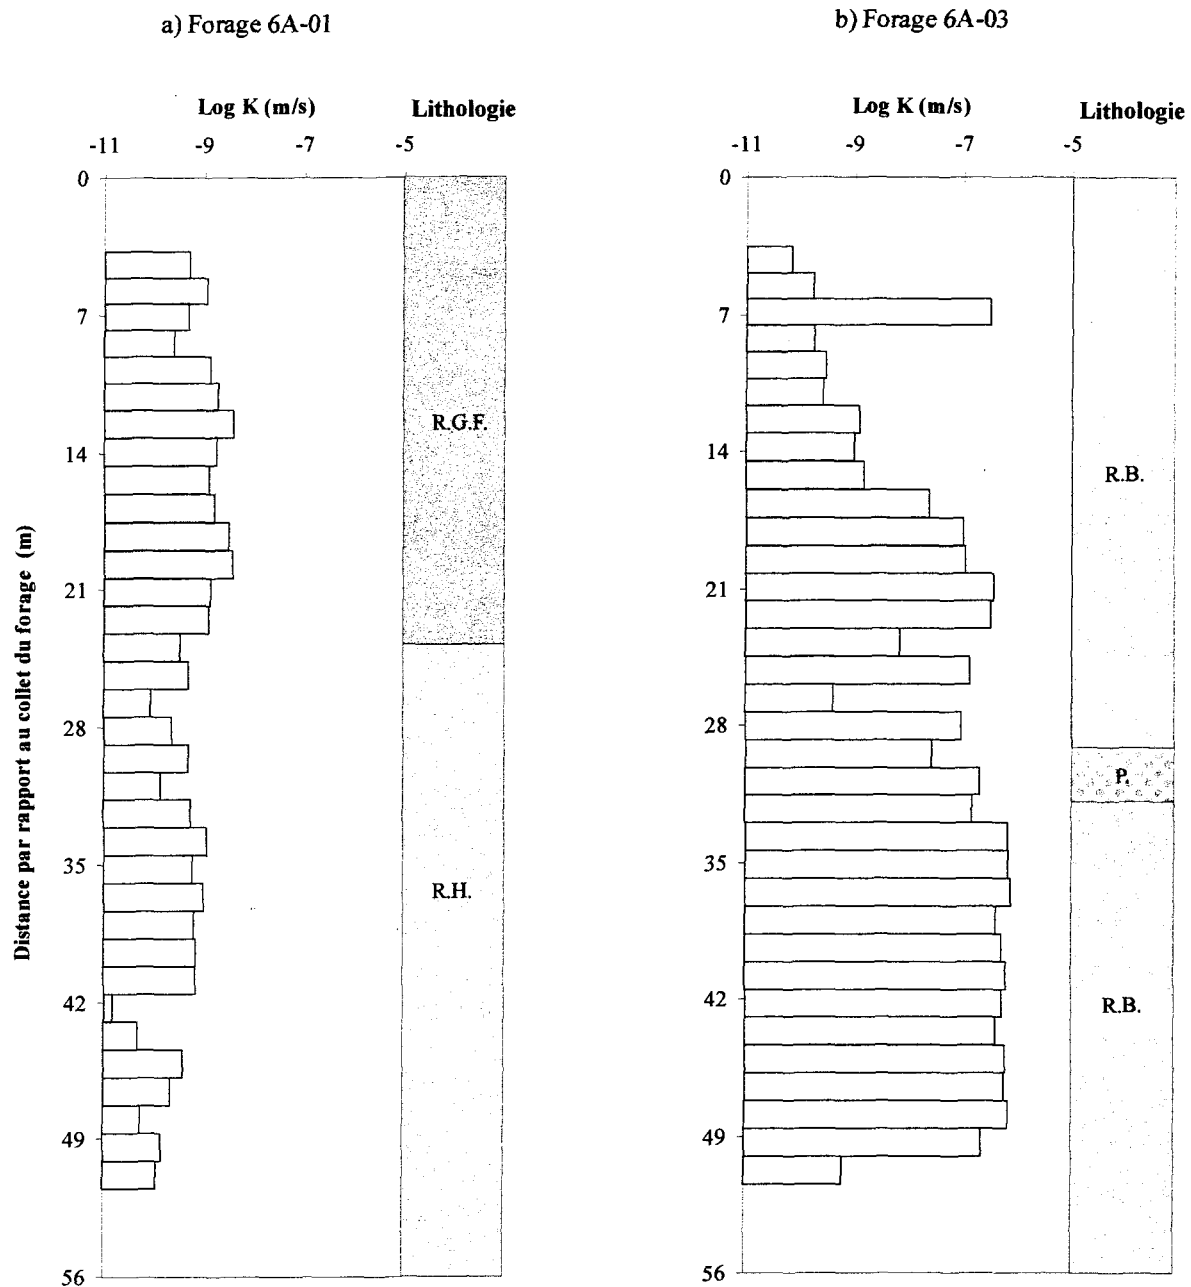 a) Forage 6A-01
Log K (m/s) Lithologie
-11 -9 -7 -5
0
7
14
21
28
35
42
49
56
Distance par rapport au collet du forage (m)
R.G.F.
R.H.
b) Forage 6A-03
Log K (m/s) Lithologie
-11 -9 -7 -5
0
7
14
21
28
35
42
49
56
R.B.
P.
R.B.